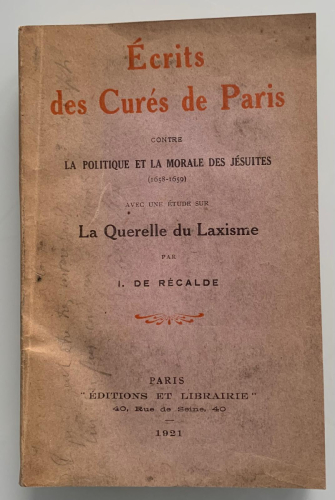 Écrits
des Curés de Paris
CONTRE
LA POLITIQUE ET LA MORALE DES JÉSUITES
(1658-1659)
AVEC UNE ÉTUDE SUR
La Querelle du Laxisme
PAR
I. DE RÉCALDE
PARIS
"ÉDITIONS ET LIBRAIRIE"
40, Rue de Seine, 40
1921